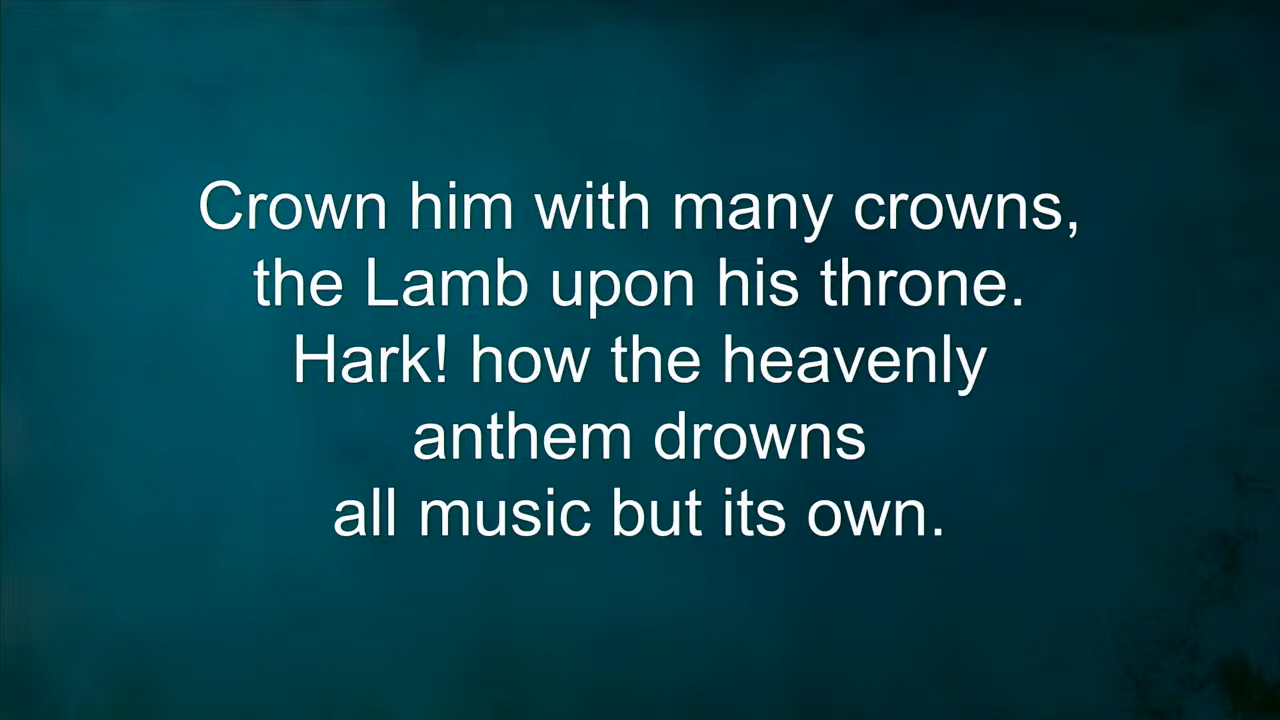 Crown him with many crowns,
the Lamb upon his throne.
Hark! how the heavenly
anthem drowns
all music but its own.